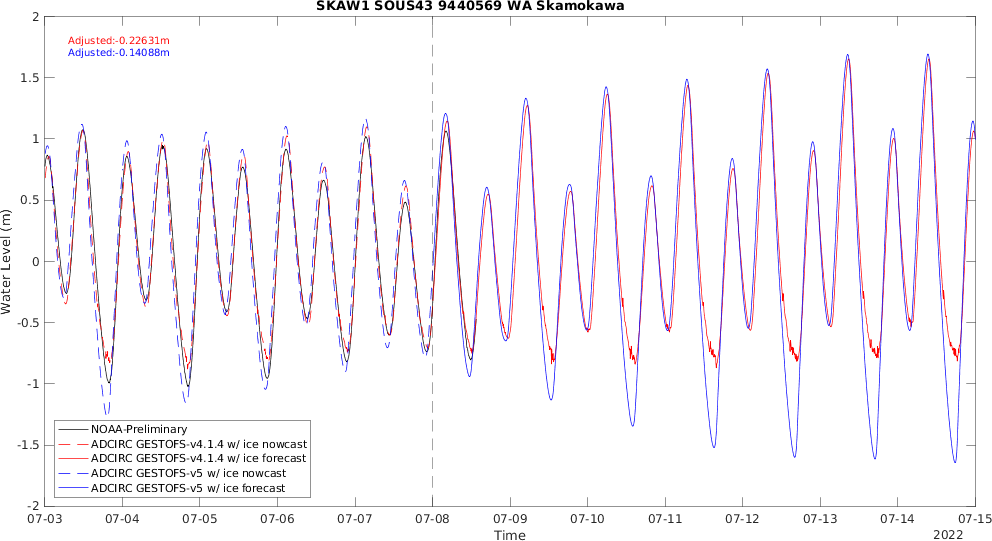 SKAW1 SOUS43 9440569 WA Skamokawa
Adjusted:-0.22631m
Adjusted:-0.14088m
2
1.5
1
0.5
0
-0.5
-1
-1.5
-2
Water Level (m)
NOAA-Preliminary
ADCIRC GESTOFS-v4.1.4 w/ ice nowcast
ADCIRC GESTOFS-v4.1.4 w/ ice forecast
ADCIRC GESTOFS-v5 w/ ice nowcast
ADCIRC GESTOFS-v5 w/ ice forecast
07-03 07-04 07-05 07-06 07-07 07-08 07-09 07-10 07-11 07-12 07-13 07-14 07-15
Time
2022